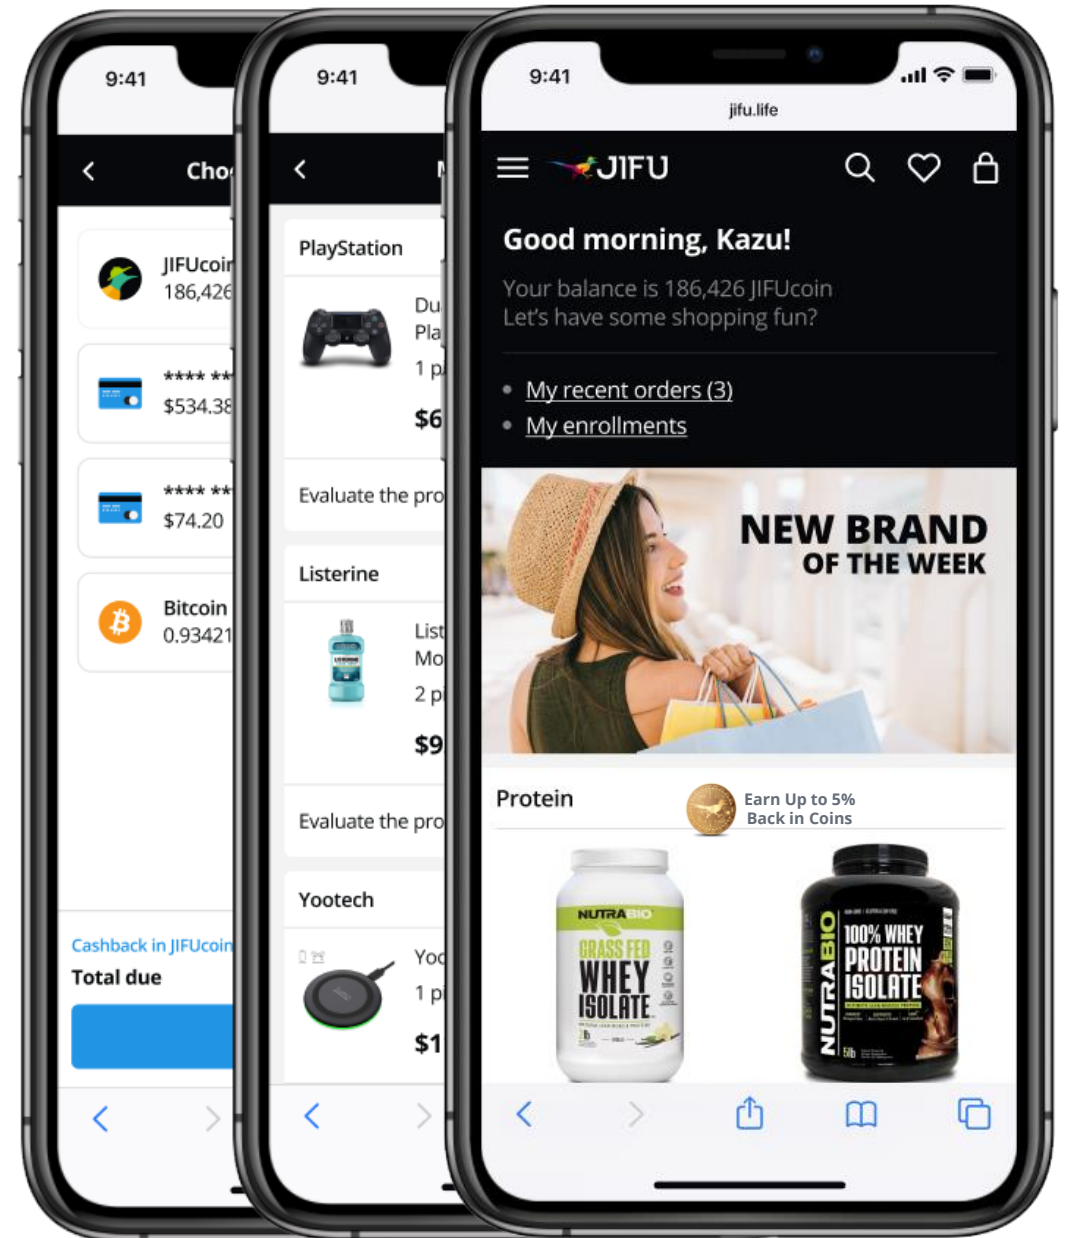 9:41
Cho
JIFUcoin
186,426
**** **
$534.38
**** **
$74.20
Bitcoin
0.93421
Cashback in JIFUcoin
Total due
9:41
PlayStation
Du
Pla
1 p
$6
Evaluate the pro
Listerine
LISTERINE
List
Mo
2 p
$9
Evaluate the pro
Yootech
Yoo
1 pi
$1
9:41
jifu.life
JIFU
Good morning, Kazu!
Your balance is 186,426 JIFUcoin
Let's have some shopping fun?
My recent orders (3)
My enrollments
NEW BRAND
OF THE WEEK
Protein
Earn Up to 5%
Back in Coins
NUTRABIO
GRASS FED
WHEY
ISOLATE
NUTRABIO
100% WHEY
PROTEIN
ISOLATE
5lb